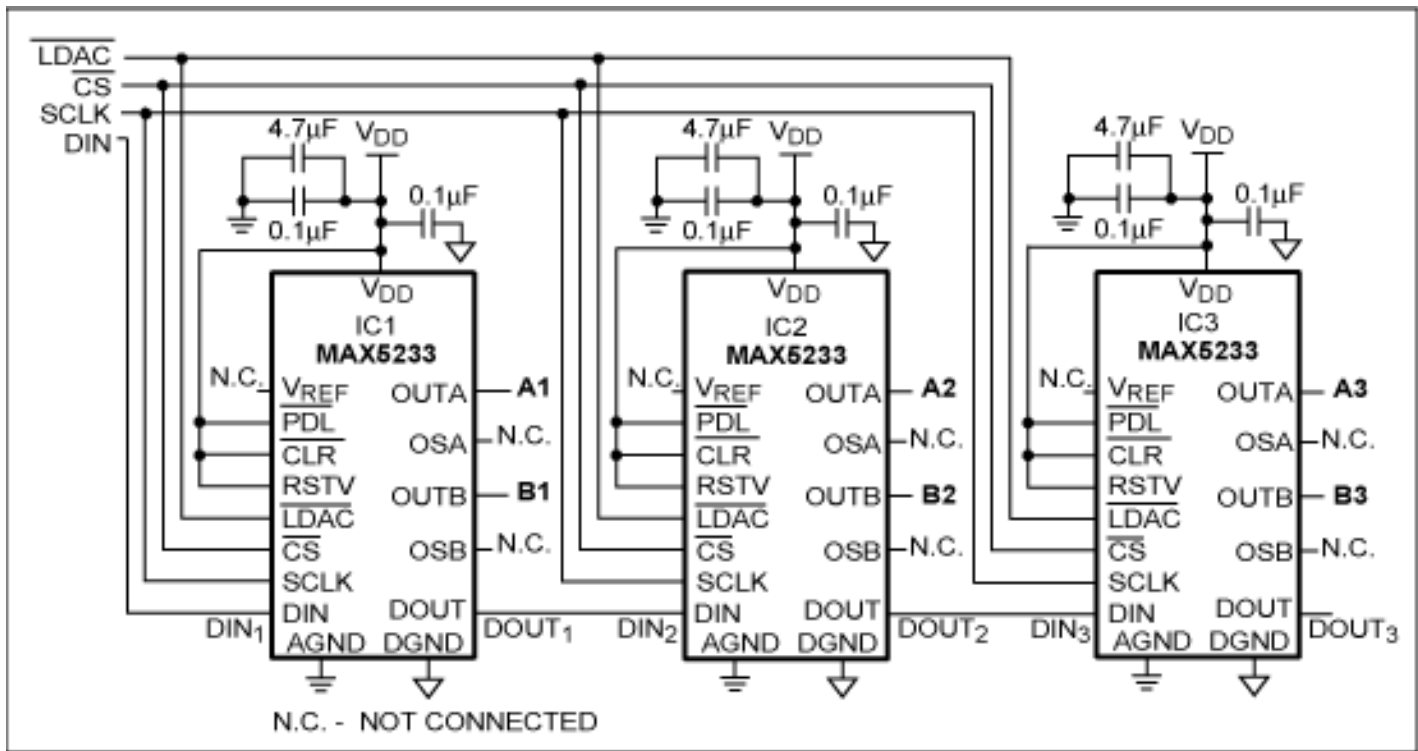 LDAC
CS
SCLK
DIN
4.7µF VDD
0.1µF
0.1µF
4.7µF VDD
0.1µF
0.1µF
4.7µF VDD
0.1µF
0.1µF
VDD
IC1
MAX5233
N.C. VREF
PDL
CLR
RSTV
LDAC
CS
SCLK
DIN
OUTA A1
OSA N.C.
OUTB B1
OSB N.C.
DOUT
AGND DGND
DIN1
DOUT1
VDD
IC2
MAX5233
N.C. VREF
PDL
CLR
RSTV
LDAC
CS
SCLK
DIN
OUTA A2
OSA N.C.
OUTB B2
OSB N.C.
DOUT
AGND DGND
DIN2
DOUT2
VDD
IC3
MAX5233
N.C. VREF
PDL
CLR
RSTV
LDAC
CS
SCLK
DIN
OUTA A3
OSA N.C.
OUTB B3
OSB N.C.
DOUT
AGND DGND
DIN3
DOUT3
N.C. - NOT CONNECTED